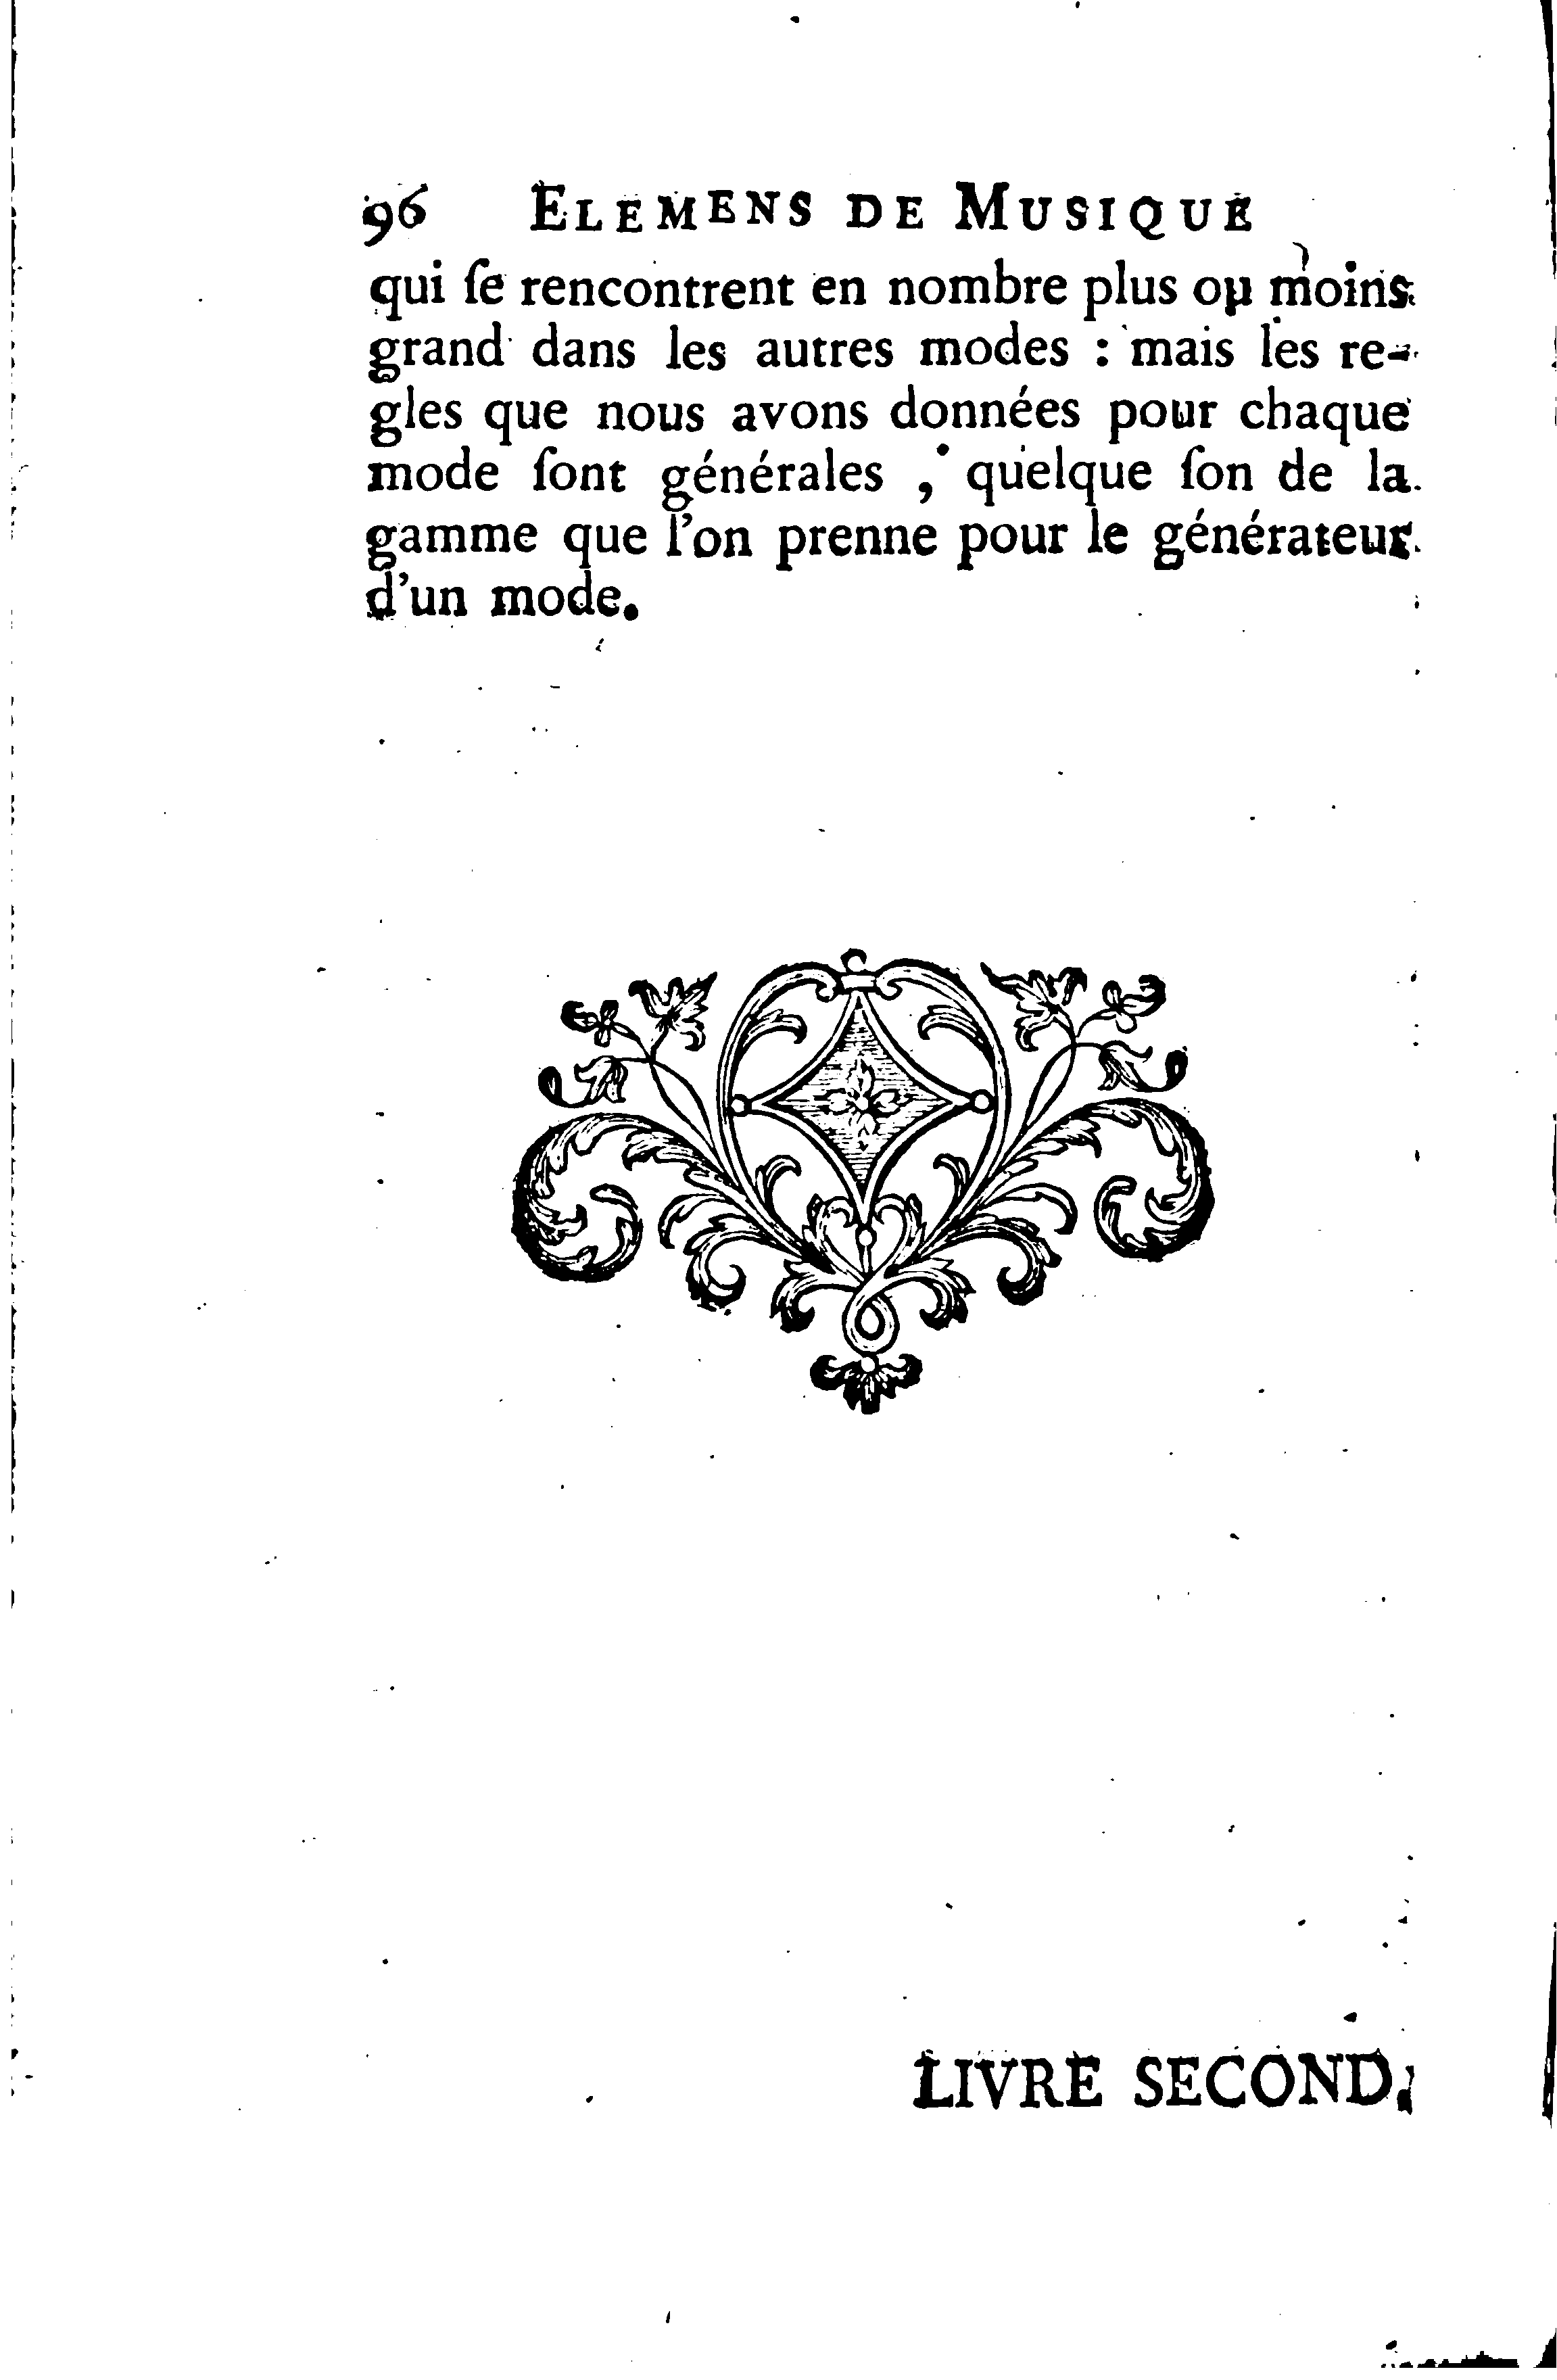 96 ELEMENS DE MUSIQUE
qui ſe rencontrent en nombre plus ou moins
grand dans les autres modes : mais les re-
gles que nous avons données pour chaque
mode ſont générales , quelque ſon de la
gamme que l'on prenne pour le générateur
d'un mode.
LIVRE SECOND.